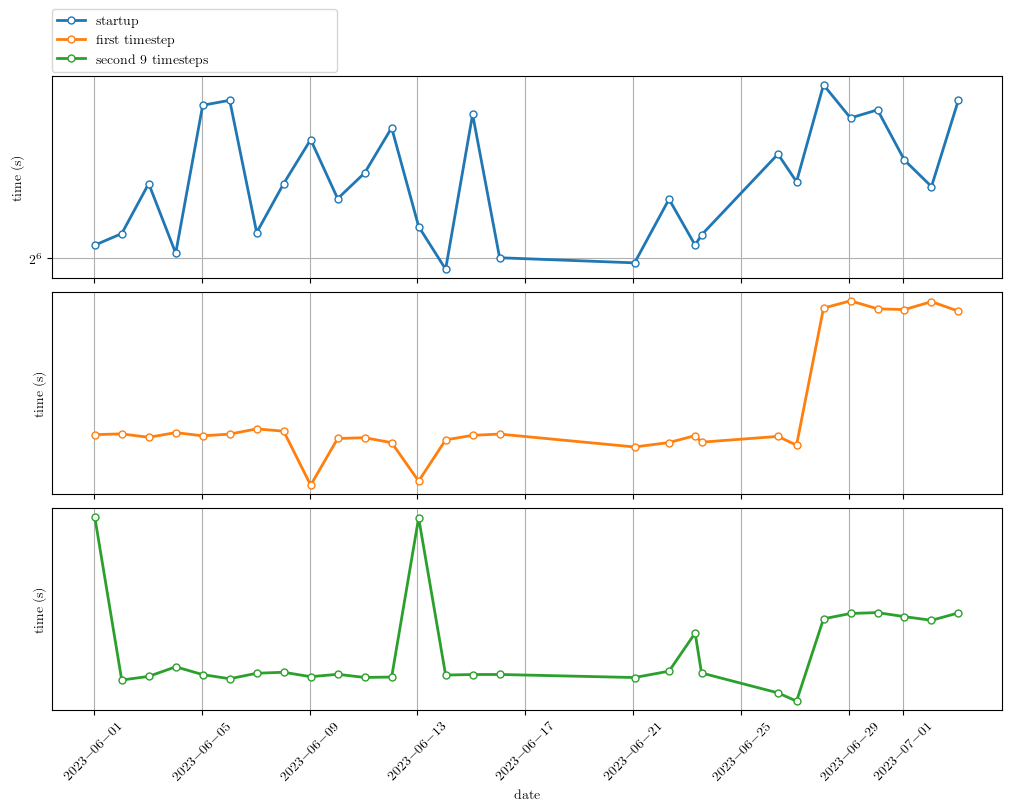 startup
first timestep
second 9 timesteps
time (s)
2^6
time (s)
time (s)
2023−06−01
2023−06−05
2023−06−09
2023−06−13
2023−06−17
2023−06−21
2023−06−25
2023−06−29
2023−07−01
date